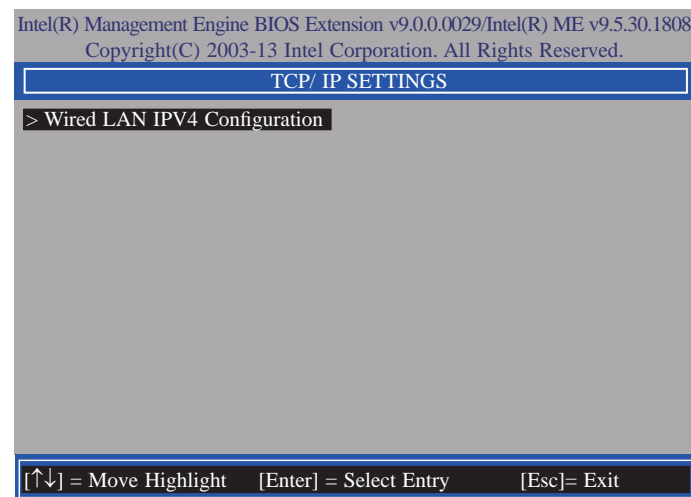 Intel(R) Management Engine BIOS Extension v9.0.0.0029/Intel(R) ME v9.5.30.1808
Copyright(C) 2003-13 Intel Corporation. All Rights Reserved.
TCP/ IP SETTINGS
> Wired LAN IPV4 Configuration
[↑↓] = Move Highlight [Enter] = Select Entry [Esc]= Exit